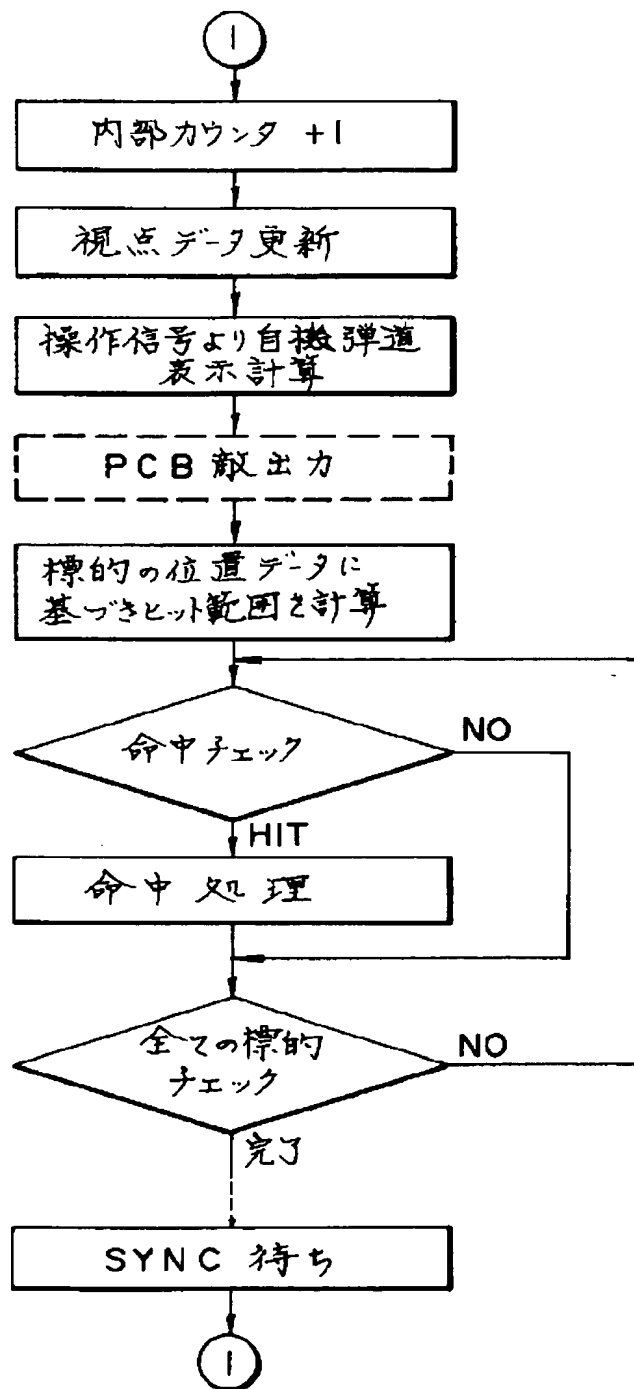 1
内部カウンタ +1
視点データ更新
操作信号より自機弾道
表示計算
PCB 敵出力
標的の位置データに
基づきヒット範囲を計算
命中チェック
NO
HIT
命中処理
全ての標的
チェック
NO
完了
SYNC 待ち
1